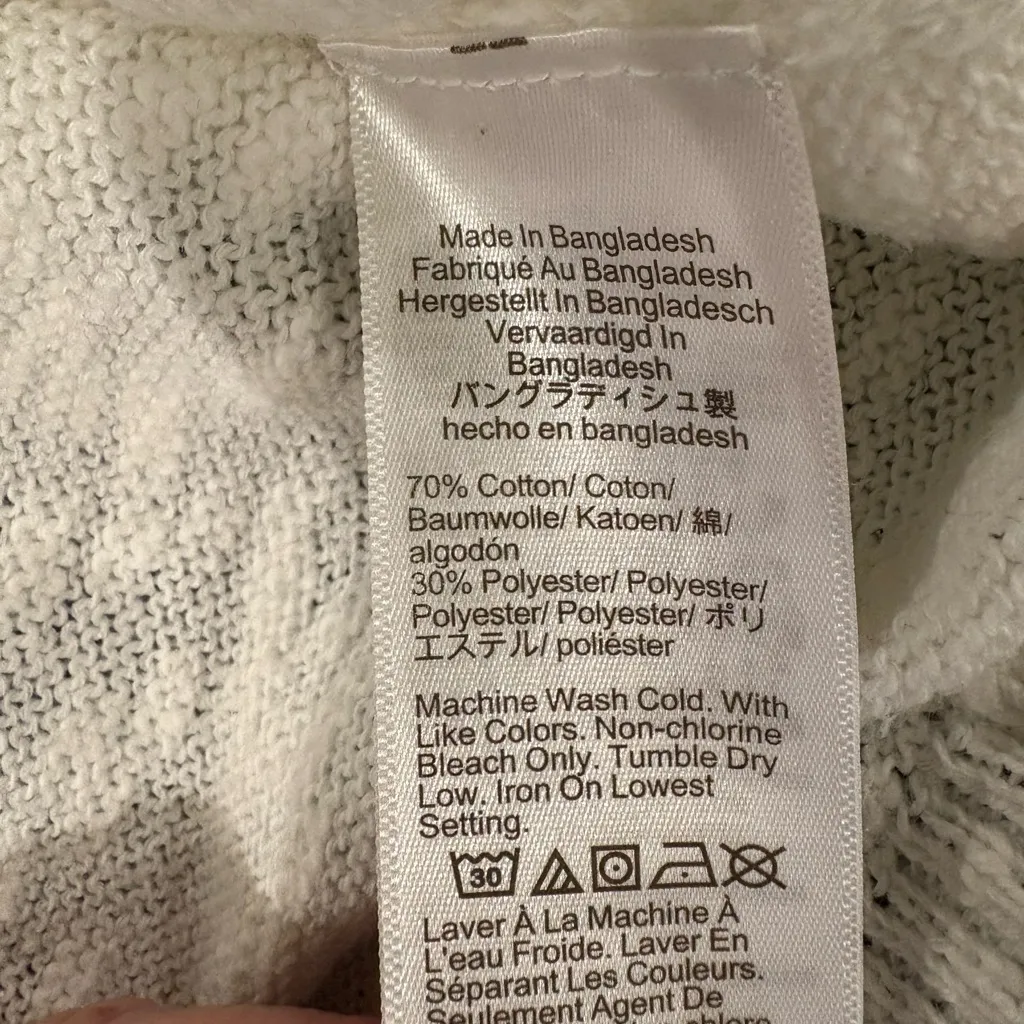 Made In Bangladesh
Fabriqué Au Bangladesh
Hergestellt In Bangladesch
Vervaardigd In
Bangladesh
バングラディシュ製
hecho en bangladesh
70% Cotton/ Coton/
Baumwolle/ Katoen/ 綿/
algodón
30% Polyester/ Polyester/
Polyester/ Polyester/ ポリ
エステル/ poliéster
Machine Wash Cold. With
Like Colors. Non-chlorine
Bleach Only. Tumble Dry
Low. Iron On Lowest
Setting.
30
Laver À La Machine À
L'eau Froide. Laver En
Séparant Les Couleurs.
Seulement Agent De